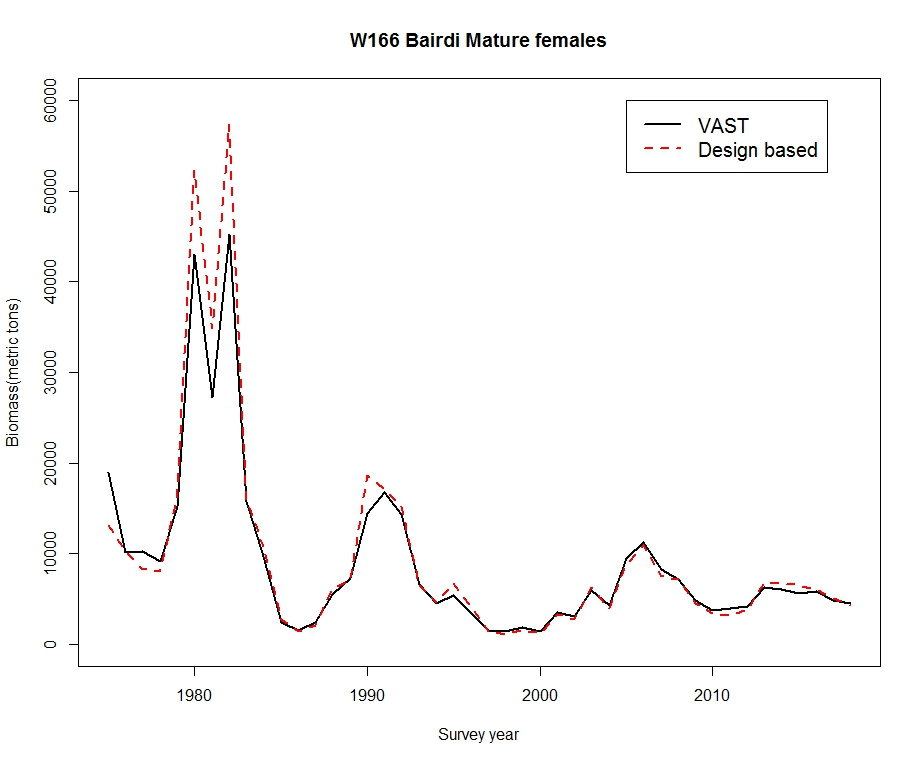 W166 Bairdi Mature females
VAST
Design based
Biomass(metric tons)
60000
50000
40000
30000
20000
10000
0
1980
1990
2000
2010
Survey year